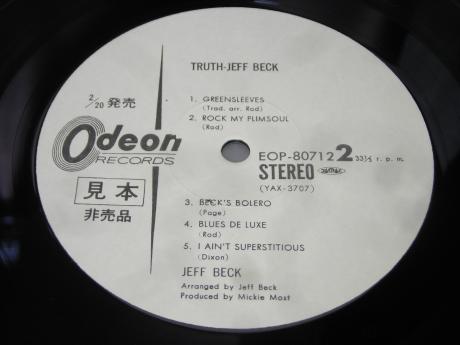 TRUTH-JEFF BECK
2/20 発売
1. GREENSLEEVES
(Trad. arr. Rod)
2. ROCK MY PLIMSOUL
(Rod)
Odeon
RECORDS
EOP-80712 2 33⅓ r. p. m.
STEREO
(YAX-3707)
見本
非売品
3. BECK'S BOLERO
(Page)
4. BLUES DE LUXE
(Rod)
5. I AIN'T SUPERSTITIOUS
(Dixon)
JEFF BECK
Arranged by Jeff Beck
Produced by Mickie Most